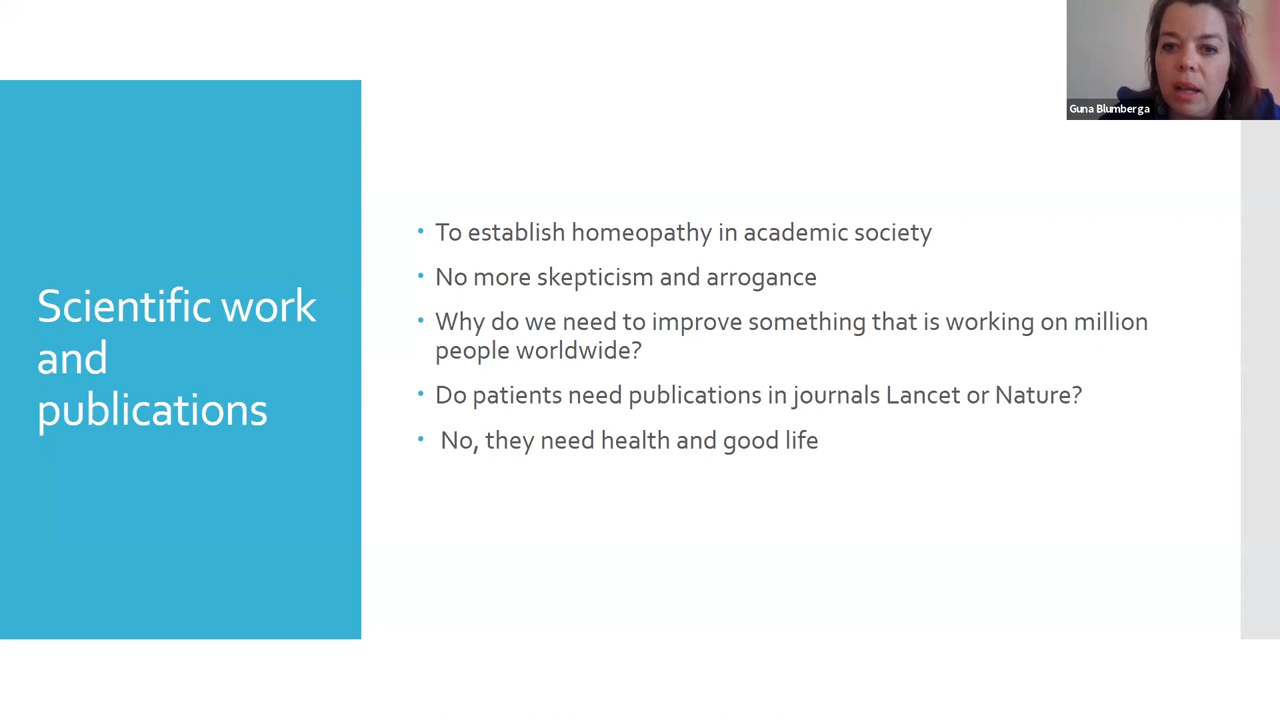 Guna Blumberga
Scientific work
and
publications
• To establish homeopathy in academic society
• No more skepticism and arrogance
• Why do we need to improve something that is working on million
people worldwide?
• Do patients need publications in journals Lancet or Nature?
• No, they need health and good life